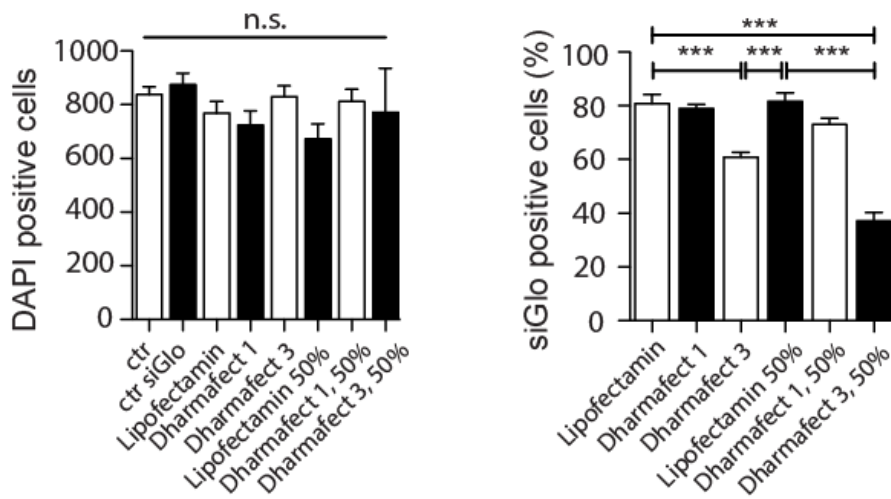 n.s.
DAPI positive cells
1000
800
600
400
200
0
ctr
ctr siGlo
Lipofectamin
Dharmafect 1
Dharmafect 3
Lipofectamin 50%
Dharmafect 1, 50%
Dharmafect 3, 50%
***
*** *** ***
siGlo positive cells (%)
100
80
60
40
20
0
Lipofectamin
Dharmafect 1
Dharmafect 3
Lipofectamin 50%
Dharmafect 1, 50%
Dharmafect 3, 50%